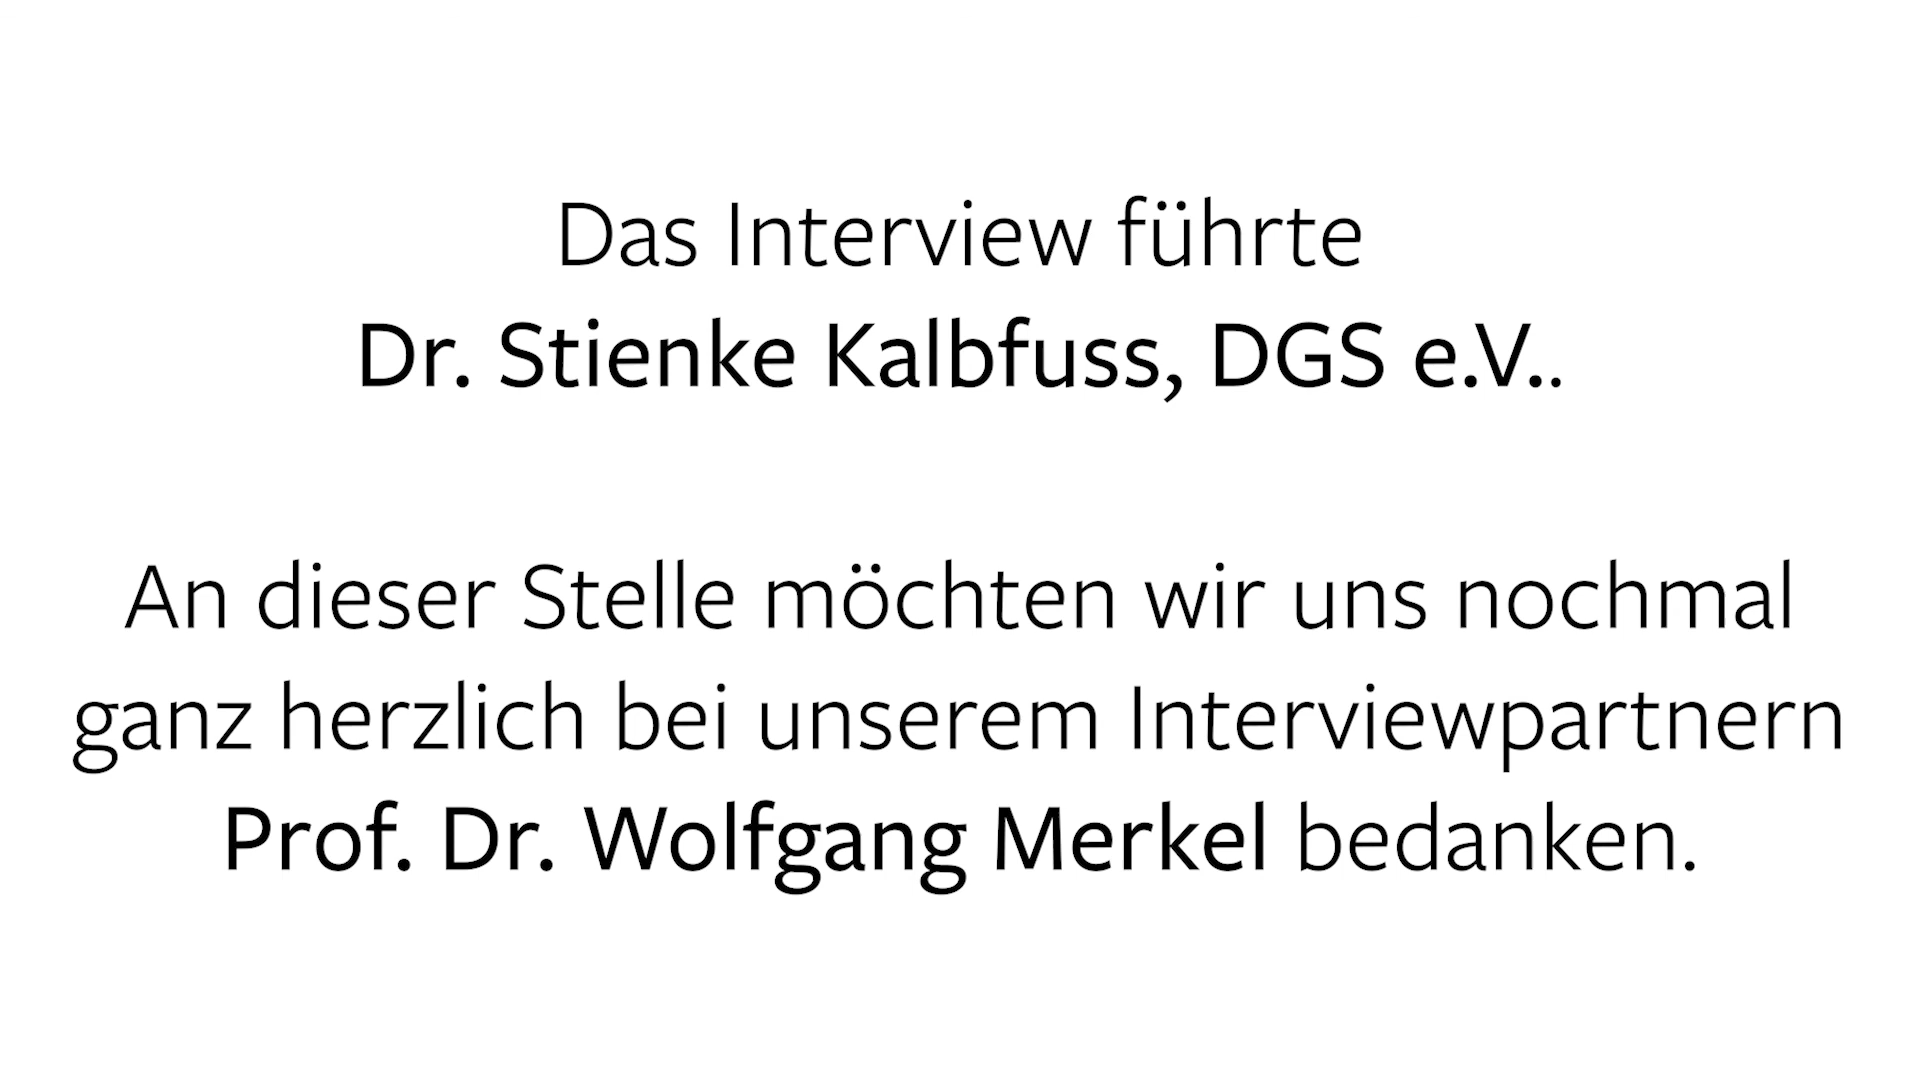 Das Interview führte
Dr. Stienke Kalbfuss, DGS e.V..
An dieser Stelle möchten wir uns nochmal
ganz herzlich bei unserem Interviewpartnern
Prof. Dr. Wolfgang Merkel bedanken.